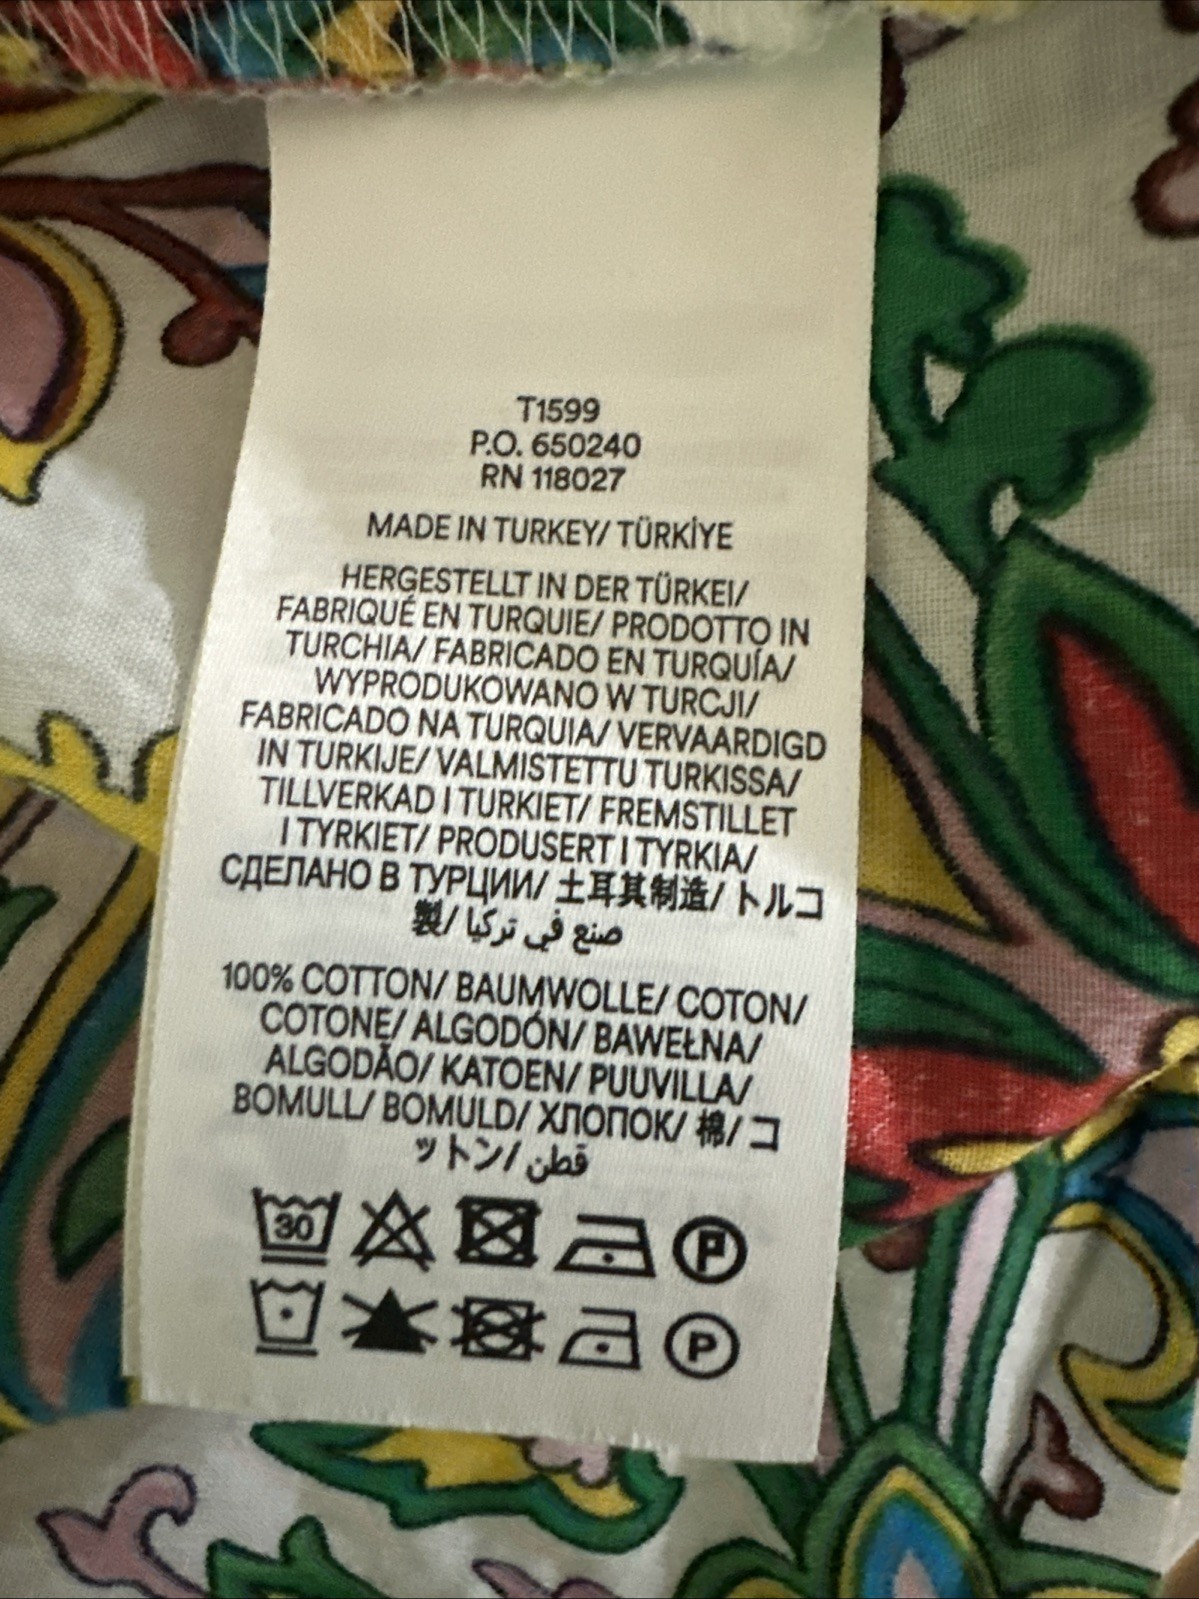 T1599
P.O. 650240
RN 118027
MADE IN TURKEY/ TÜRKİYE
HERGESTELLT IN DER TÜRKEI/
FABRIQUÉ EN TURQUIE/ PRODOTTO IN
TURCHIA/ FABRICADO EN TURQUÍA/
WYPRODUKOWANO W TURCJI/
FABRICADO NA TURQUIA/ VERVAARDIGD
IN TURKIJE/ VALMISTETTU TURKISSA/
TILLVERKAD I TURKIET/ FREMSTILLET
I TYRKIET/ PRODUSERT I TYRKIA/
СДЕЛАНО В ТУРЦИИ/ 土耳其制造/ トルコ
製/ صنع في تركيا
100% COTTON/ BAUMWOLLE/ COTON/
COTONE/ ALGODÓN/ BAWEŁNA/
ALGODÃO/ KATOEN/ PUUVILLA/
BOMULL/ BOMULD/ ХЛОПОК/ 棉/ コ
ットン/ قطن
30 P
P